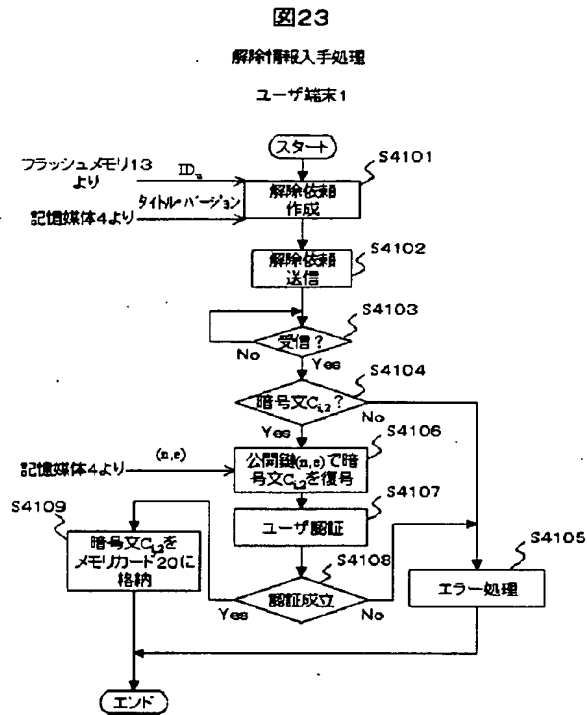 図23
解除情報入手処理
ユーザ端末1
スタート
S4101
フラッシュメモリ13
より
IDu
タイトル・バージョン
記憶媒体4より
解除依頼
作成
S4102
解除依頼
送信
S4103
受信?
No
Yes
S4104
暗号文Ci,2?
No
Yes
S4106
(n,e)
記憶媒体4より
公開鍵(n,e)で暗
号文Ci,2を復号
S4107
ユーザ認証
S4109
暗号文Ci,2を
メモリカード20に
格納
S4108
認証成立
Yes
No
S4105
エラー処理
エンド